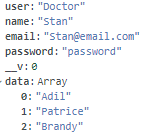 user: "Doctor"
name: "Stan"
email: "Stan@email.com"
password: "password"
__v: 0
data: Array
0: "Adil"
1: "Patrice"
2: "Brandy"